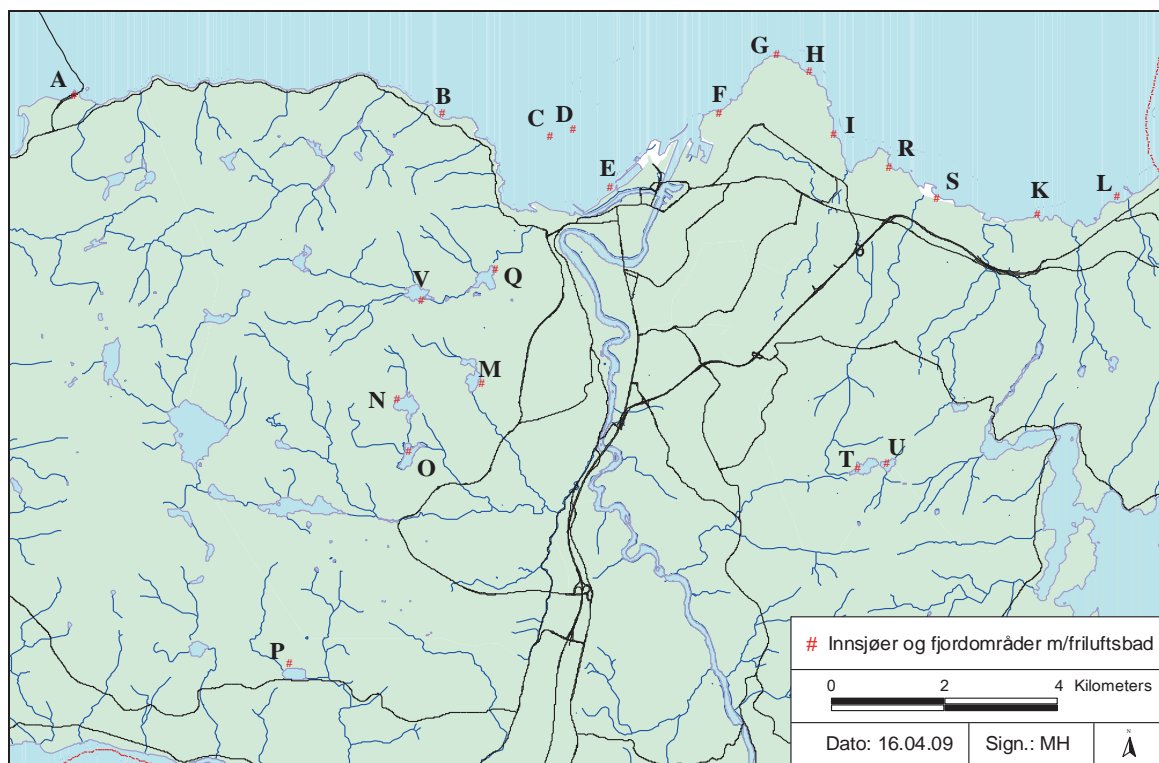 G
H
A
B
F
C
D
I
E
R
S
K
L
V
Q
M
N
O
T
U
P
# Innsjøer og fjordområder m/friluftsbad
0 2 4 Kilometers
Dato: 16.04.09
Sign.: MH
N